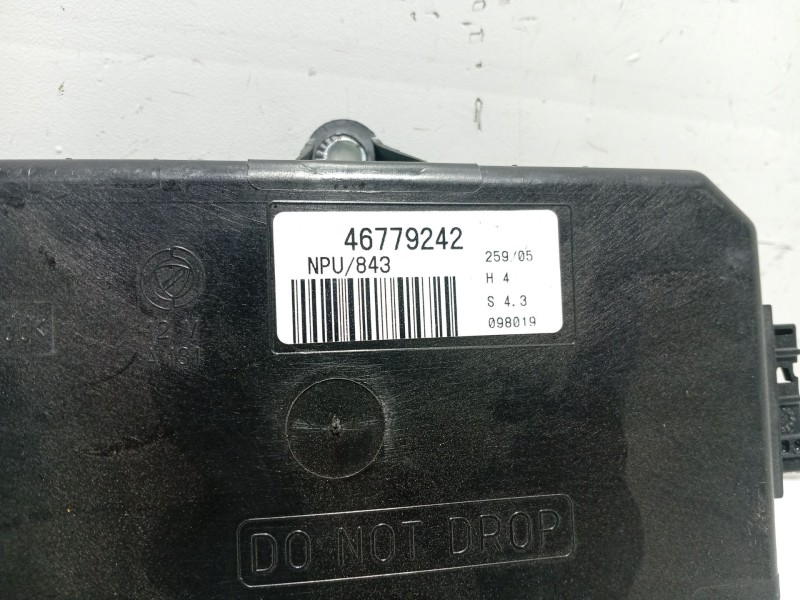 46779242
NPU/843
259/05
H 4
S 4.3
098019
DO NOT DROP